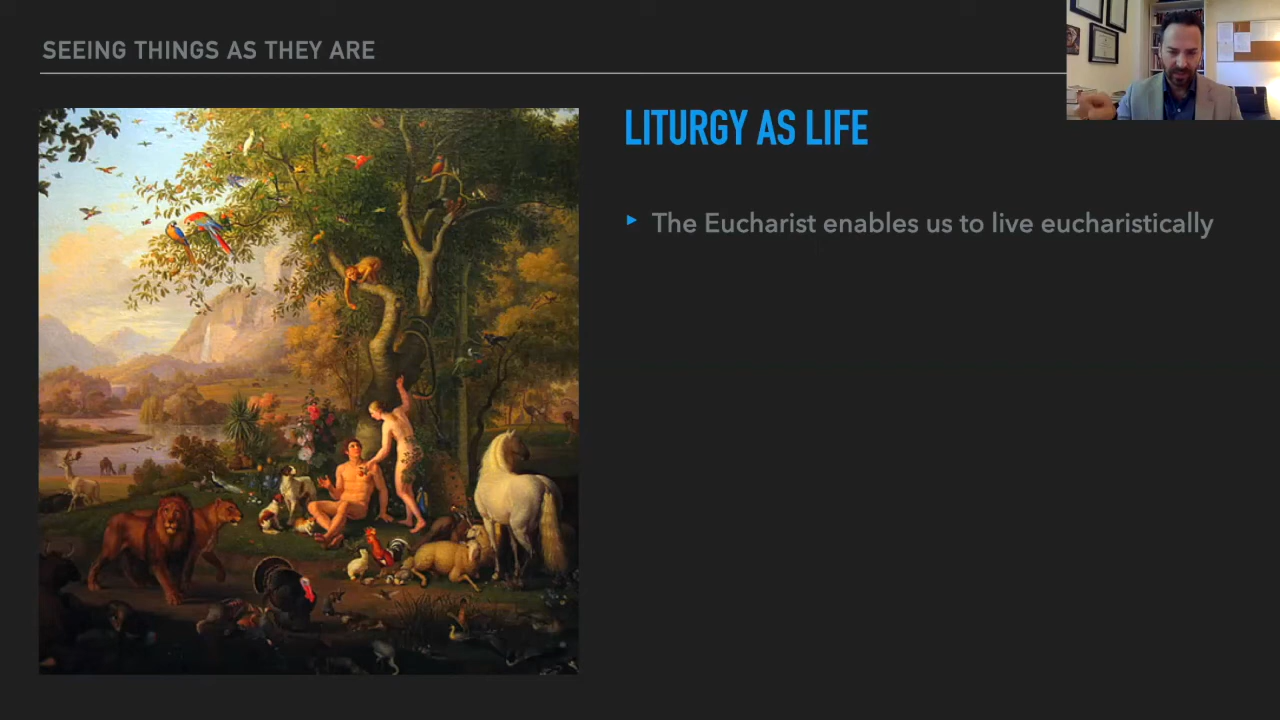 SEEING THINGS AS THEY ARE
LITURGY AS LIFE
The Eucharist enables us to live eucharistically